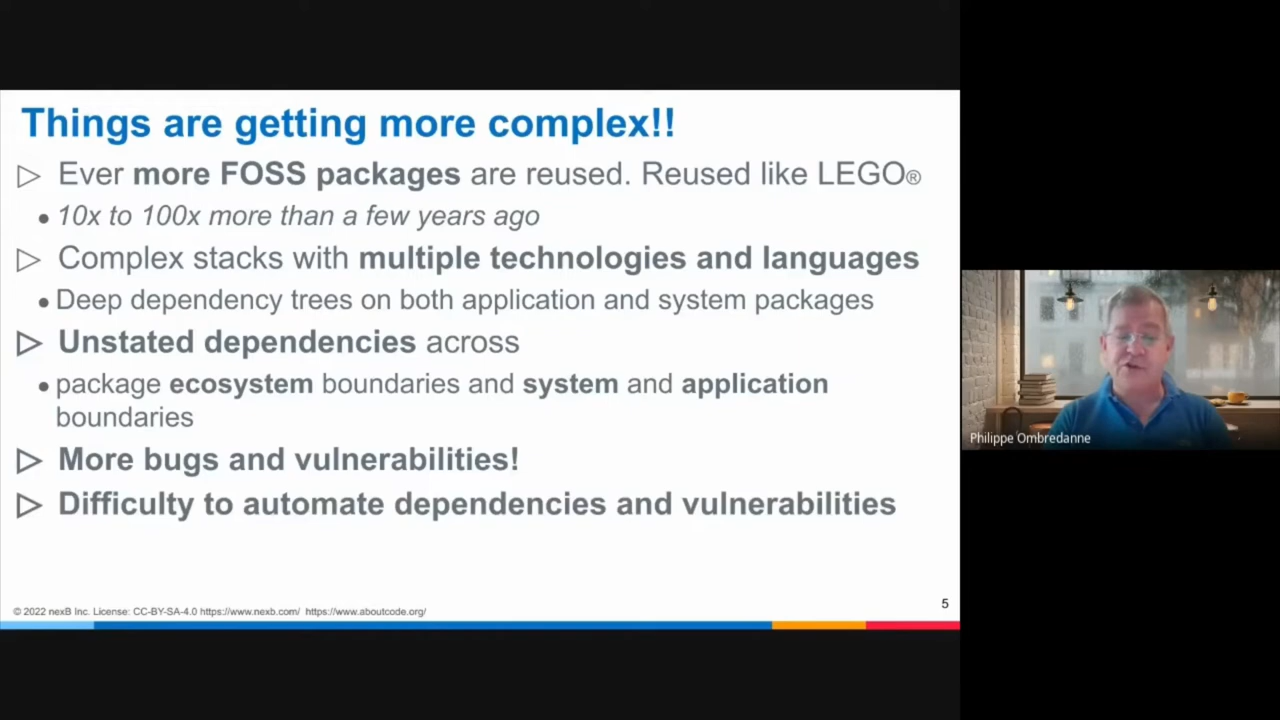 Things are getting more complex!!
▷ Ever more FOSS packages are reused. Reused like LEGO®
• 10x to 100x more than a few years ago
▷ Complex stacks with multiple technologies and languages
• Deep dependency trees on both application and system packages
▷ Unstated dependencies across
• package ecosystem boundaries and system and application
boundaries
▷ More bugs and vulnerabilities!
▷ Difficulty to automate dependencies and vulnerabilities
© 2022 nexB Inc. License: CC-BY-SA-4.0 https://www.nexb.com/ https://www.aboutcode.org/
5
Philippe Ombredanne